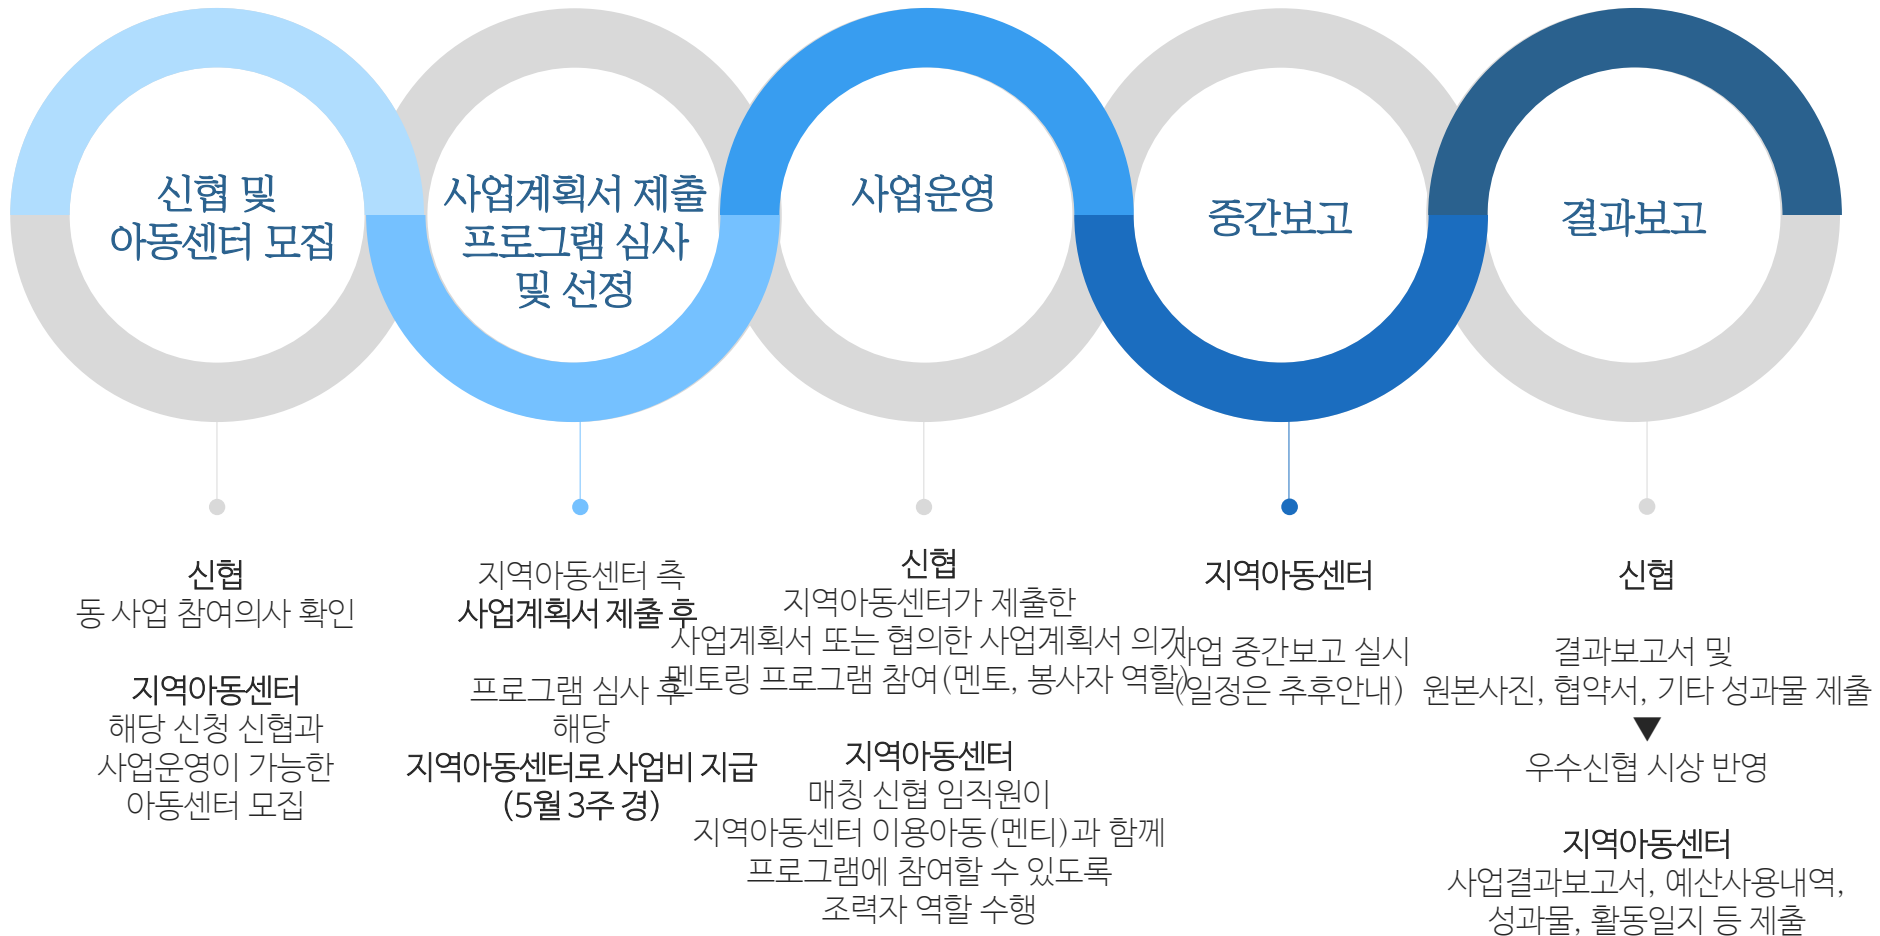 신협 및
아동센터 모집
사업계획서 제출
프로그램 심사
및 선정
사업운영
중간보고
결과보고
신협
동 사업 참여의사 확인
지역아동센터
해당 신청 신협과
사업운영이 가능한
아동센터 모집
지역아동센터 측
사업계획서 제출 후
프로그램 심사 후
해당
지역아동센터로 사업비 지급
(5월 3주 경)
신협
지역아동센터가 제출한
사업계획서 또는 협의한 사업계획서 의거
멘토링 프로그램 참여(멘토, 봉사자 역할)
지역아동센터
매칭 신협 임직원이
지역아동센터 이용아동(멘티)과 함께
프로그램에 참여할 수 있도록
조력자 역할 수행
지역아동센터
사업 중간보고 실시
(일정은 추후안내)
신협
결과보고서 및
원본사진, 협약서, 기타 성과물 제출
▼
우수신협 시상 반영
지역아동센터
사업결과보고서, 예산사용내역,
성과물, 활동일지 등 제출